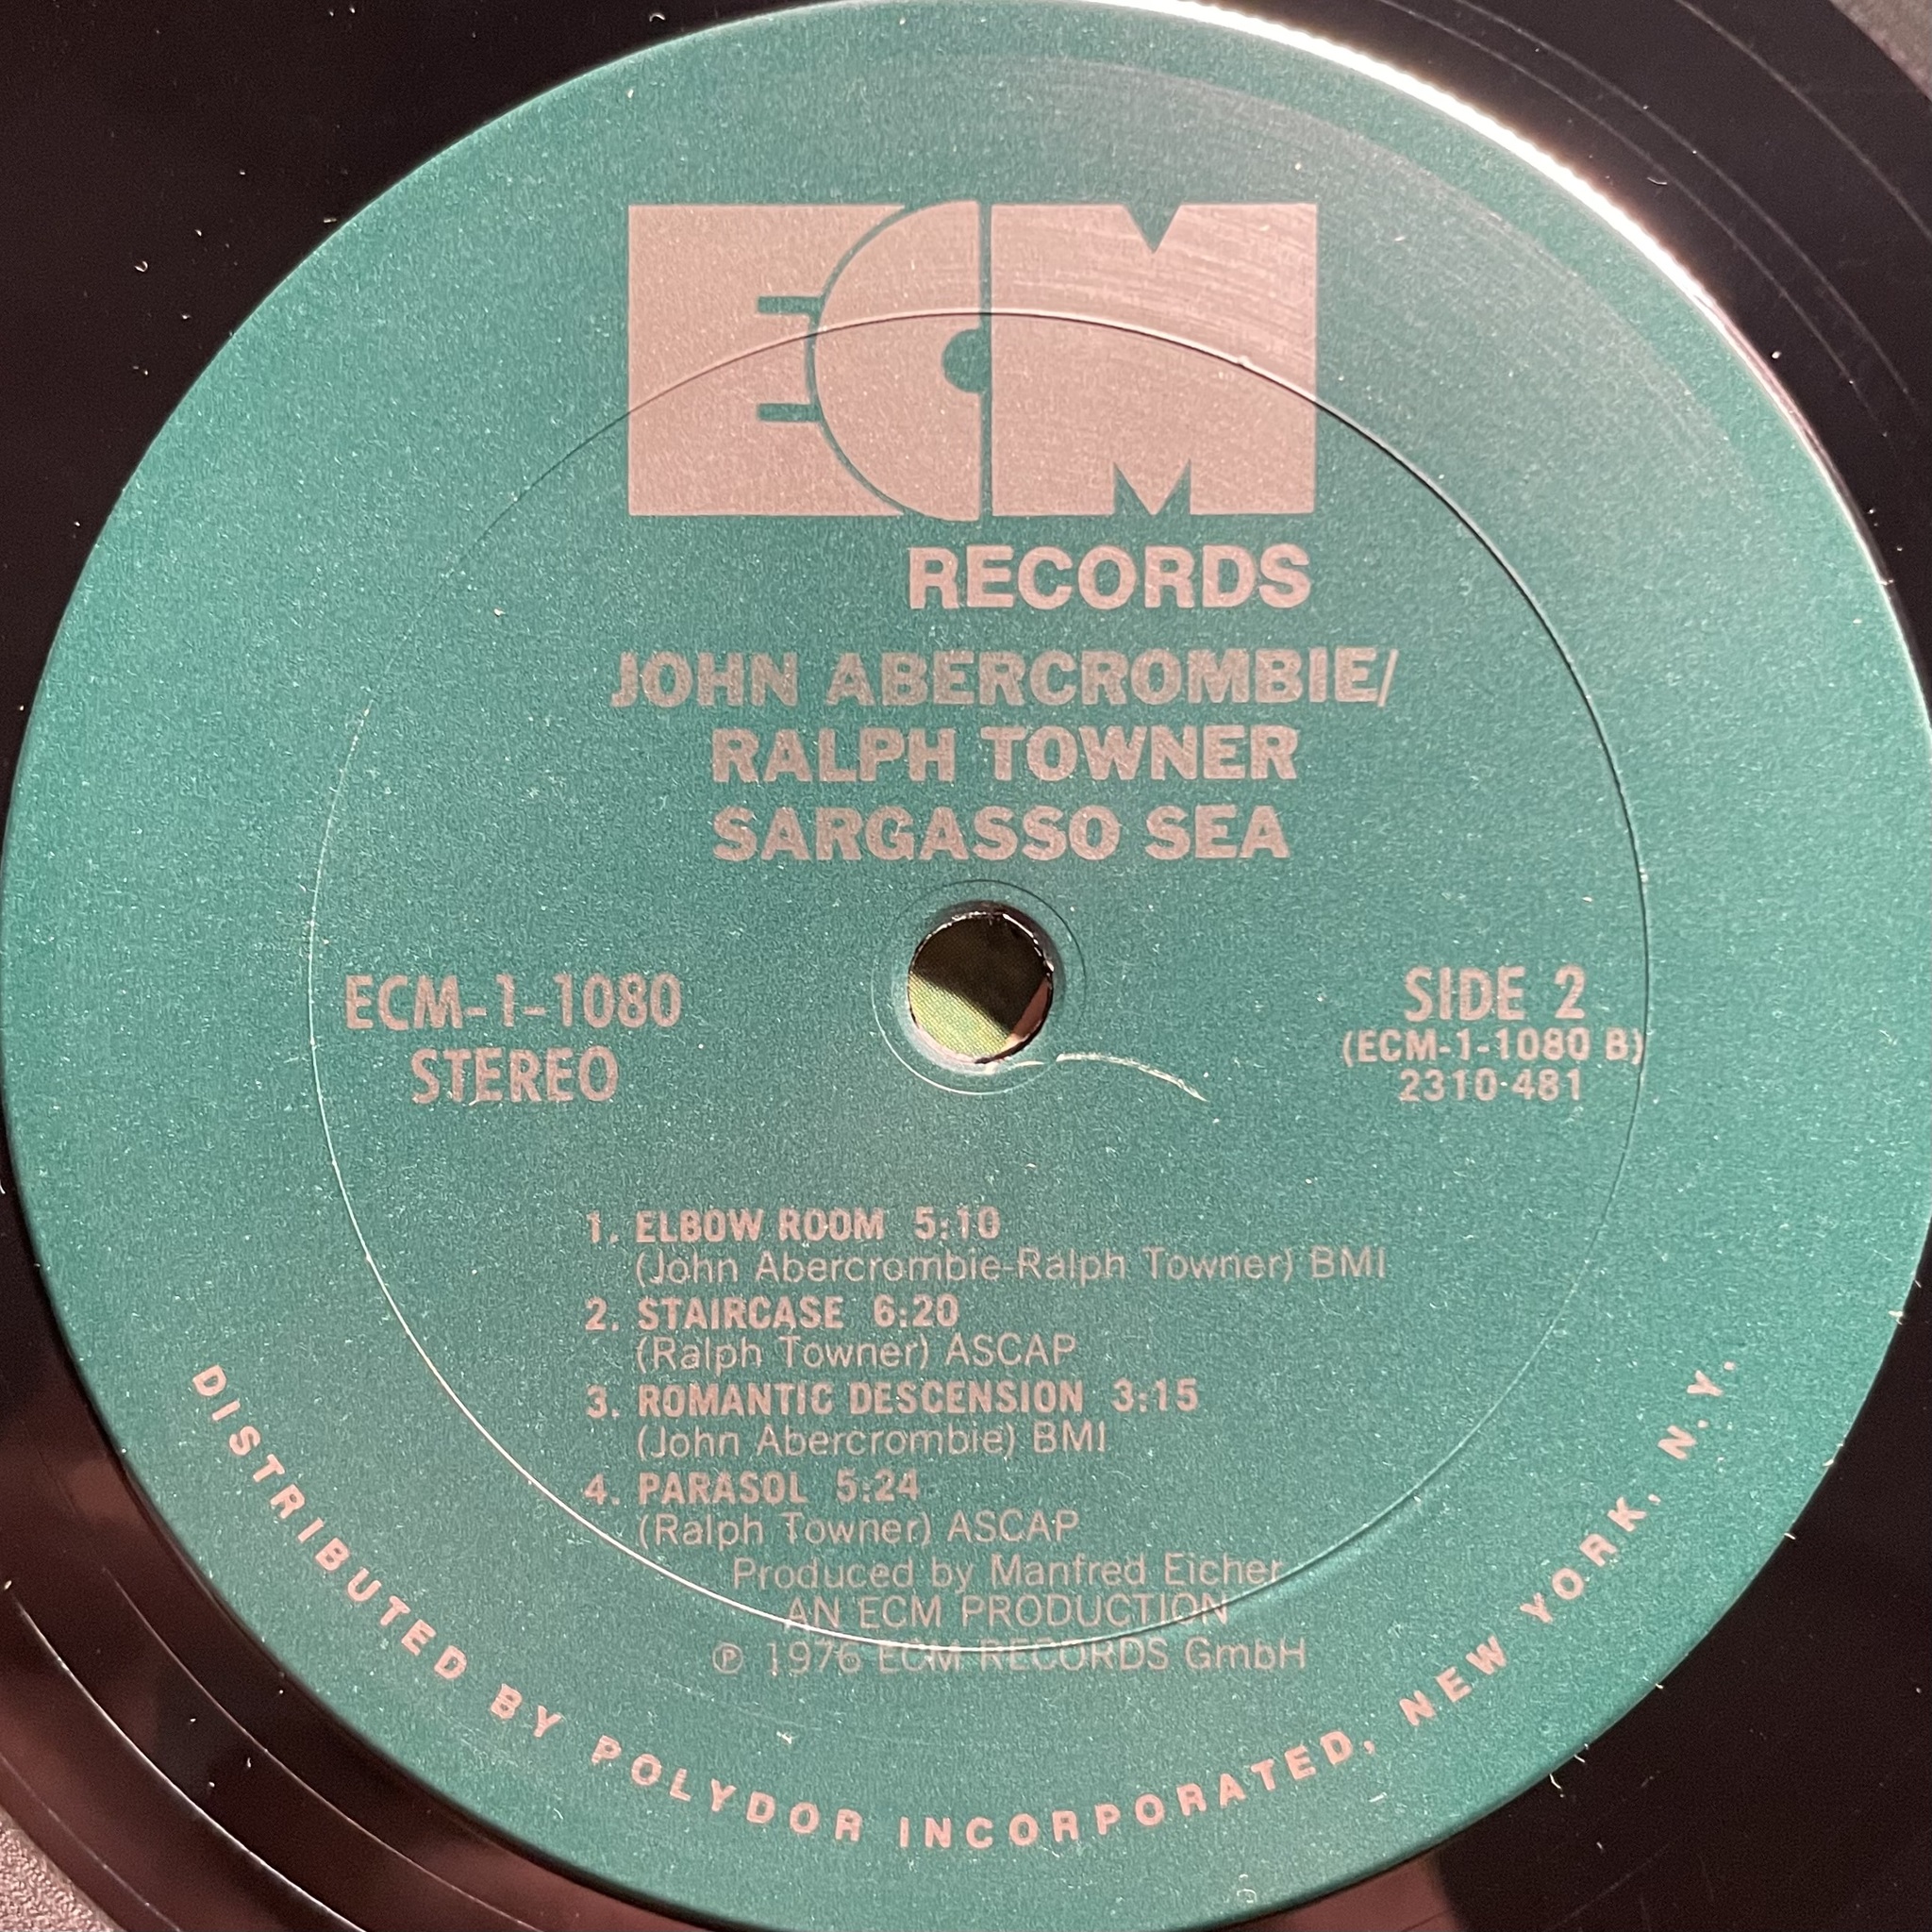 ECM
RECORDS
JOHN ABERCROMBIE/
RALPH TOWNER
SARGASSO SEA
ECM-1-1080
STEREO
SIDE 2
(ECM-1-1080 B)
2310-481
1. ELBOW ROOM 5:10
(John Abercrombie-Ralph Towner) BMI
2. STAIRCASE 6:20
(Ralph Towner) ASCAP
3. ROMANTIC DESCENSION 3:15
(John Abercrombie) BMI
4. PARASOL 5:24
(Ralph Towner) ASCAP
Produced by Manfred Eicher
AN ECM PRODUCTION
℗ 1976 ECM RECORDS GmbH
DISTRIBUTED BY POLYDOR INCORPORATED, NEW YORK, N.Y.